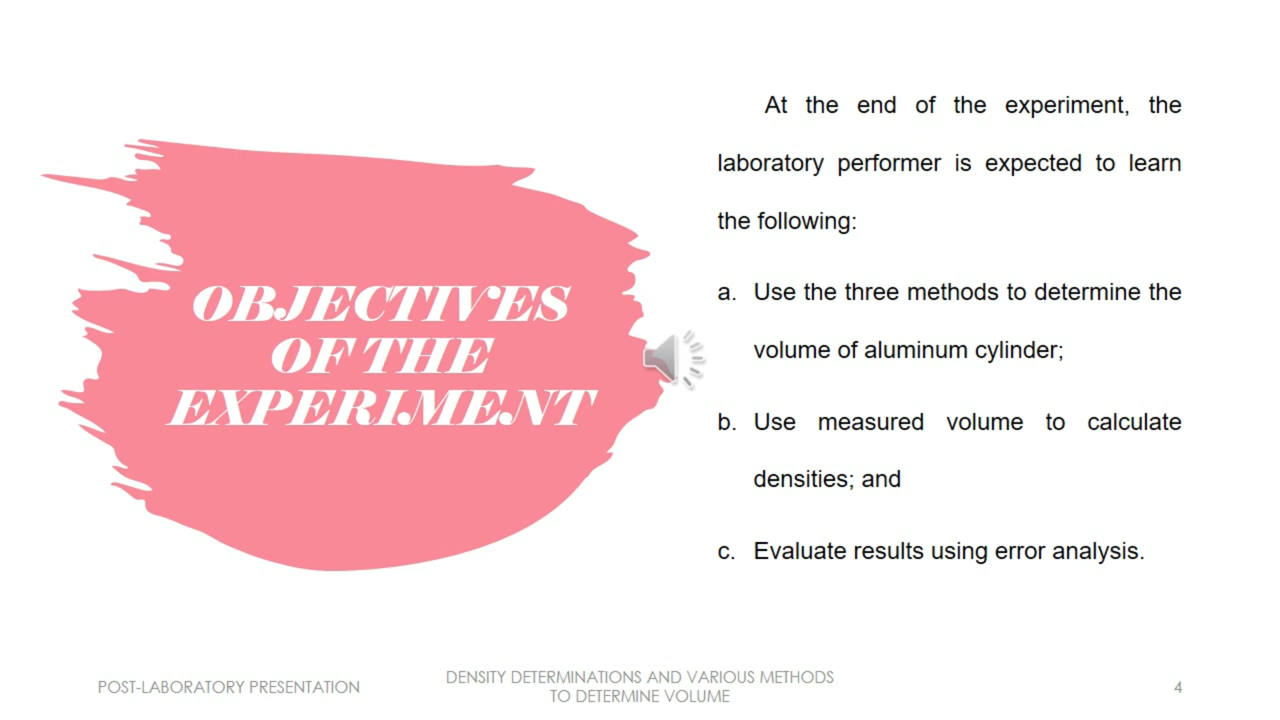 OBJECTIVES
OF THE
EXPERIMENT
At the end of the experiment, the
laboratory performer is expected to learn
the following:
a. Use the three methods to determine the
volume of aluminum cylinder;
b. Use measured volume to calculate
densities; and
c. Evaluate results using error analysis.
POST-LABORATORY PRESENTATION
DENSITY DETERMINATIONS AND VARIOUS METHODS
TO DETERMINE VOLUME
4